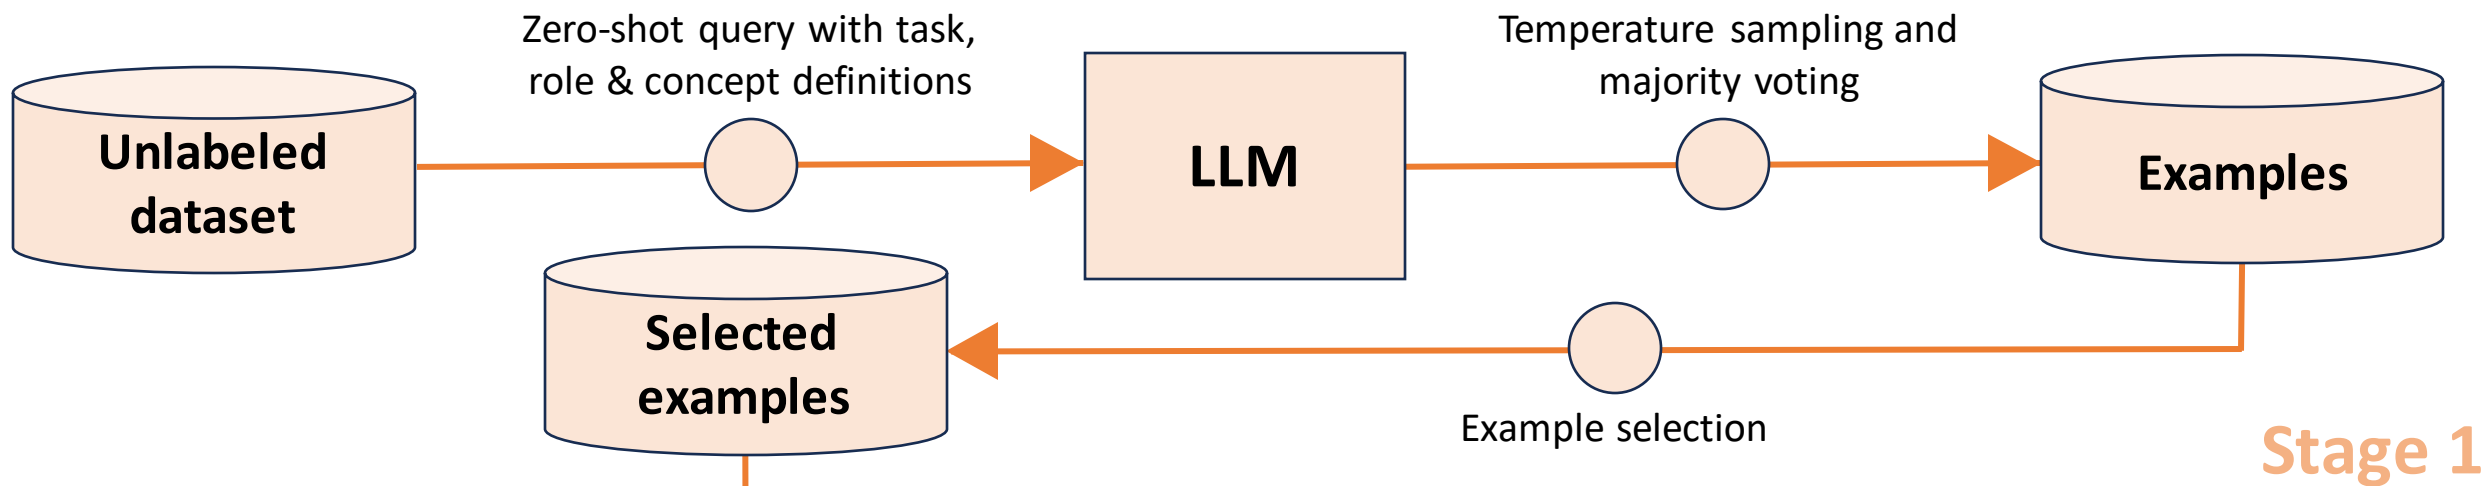 Zero-shot query with task,
role & concept definitions
Temperature sampling and
majority voting
Unlabeled
dataset
LLM
Examples
Selected
examples
Example selection
Stage 1